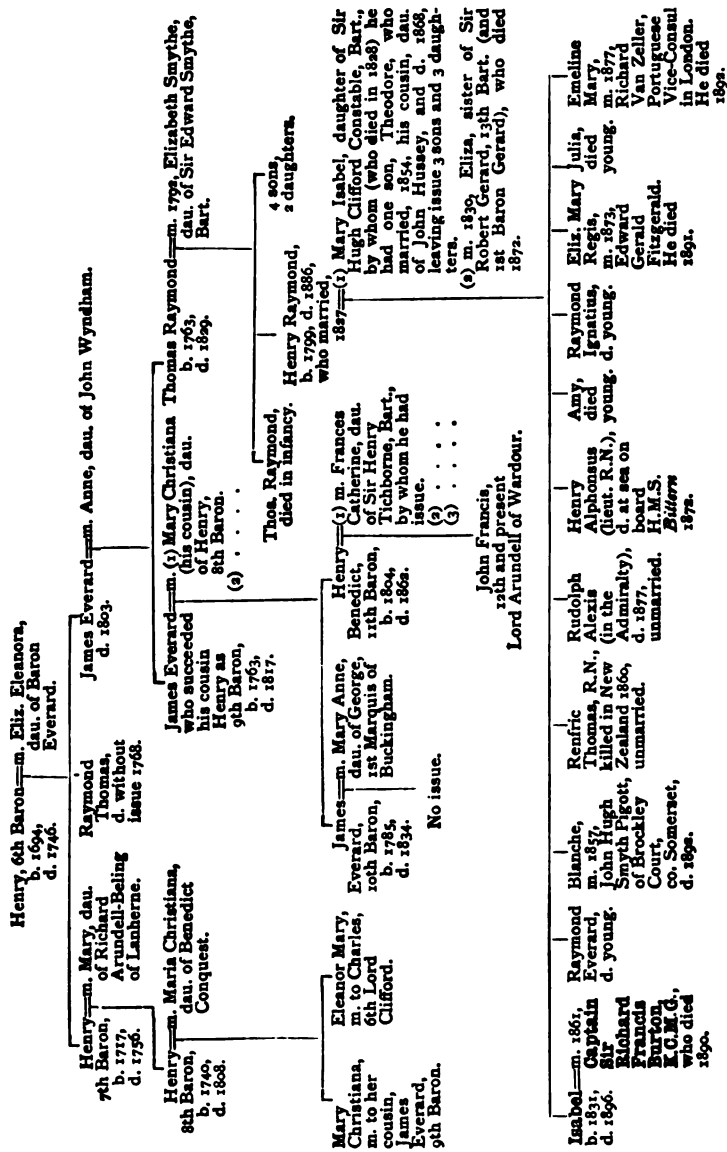 Henry, 6th Baron═m. Eliz. Eleanora,
b. 1694,
d. 1746.
dau. of Baron
Everard.
Henry═m. Mary, dau.
7th Baron,
b. 1717,
d. 1756.
of Richard
Arundell-Beling
of Lanherne.
Raymond
Thomas,
d. without
issue 1768.
James Everard═m. Anne, dau. of John Wyndham.
d. 1803.
Henry═m. Maria Christiana,
8th Baron,
b. 1740,
d. 1808.
dau. of Benedict
Conquest.
James Everard═m. (1) Mary Christiana
who succeeded
his cousin
Henry as
9th Baron,
b. 1763,
d. 1817.
(his cousin), dau.
of Henry,
8th Baron.
(2) . . . . .
Thomas Raymond═m. 1792, Elizabeth Smythe,
b. 1763,
d. 1829.
dau. of Sir Edward Smythe,
Bart.
Thos. Raymond,
died in infancy.
Henry Raymond,
b. 1799, d. 1886,
who married,
4 sons,
2 daughters.
Mary
Christiana,
m. to her
cousin,
James
Everard,
9th Baron.
Eleanor Mary,
m. to Charles,
6th Lord
Clifford.
James═m. Mary Anne,
Everard,
10th Baron,
b. 1785,
d. 1834.
dau. of George,
1st Marquis of
Buckingham.
No issue.
Henry═(1) m. Frances
Benedict,
11th Baron,
b. 1804,
d. 1862.
Catherine, dau.
of Sir Henry
Tichborne, Bart.,
by whom he had
issue.
(2) . . . . .
(3) . . . . .
John Francis,
12th and present
Lord Arundell of Wardour.
1827═(1) Mary Isabel, daughter of Sir
Hugh Clifford Constable, Bart.,
by whom (who died in 1828) he
had one son, Theodore, who
married, 1854, his cousin, dau.
of John Hussey, and d. 1868,
leaving issue 3 sons and 3 daugh-
ters.
(2) m. 1830, Eliza, sister of Sir
Robert Gerard, 13th Bart. (and
1st Baron Gerard), who died
1872.
Isabel═m. 1861,
b. 1831,
d. 1896.
Captain
Sir
Richard
Francis
Burton,
K.C.M.G.,
who died
1890.
Raymond
Everard,
d. young.
Blanche,
m. 1857,
John Hugh
Smyth Pigott,
of Brockley
Court,
co. Somerset,
d. 1892.
Renfric
Thomas, R.N.,
killed in New
Zealand 1860,
unmarried.
Rudolph
Alexis
(in the
Admiralty),
d. 1877,
unmarried.
Henry
Alphonsus
(lieut. R.N.),
d. at sea on
board
H.M.S.
Bittern
1872.
Amy,
died
young.
Raymond
Ignatius,
d. young.
Eliz. Mary
Regis,
m. 1873,
Edward
Gerald
Fitzgerald.
He died
1891.
Julia,
died
young.
Emeline
Mary,
m. 1877,
Richard
Van Zeller,
Portuguese
Vice-Consul
in London.
He died
1892.